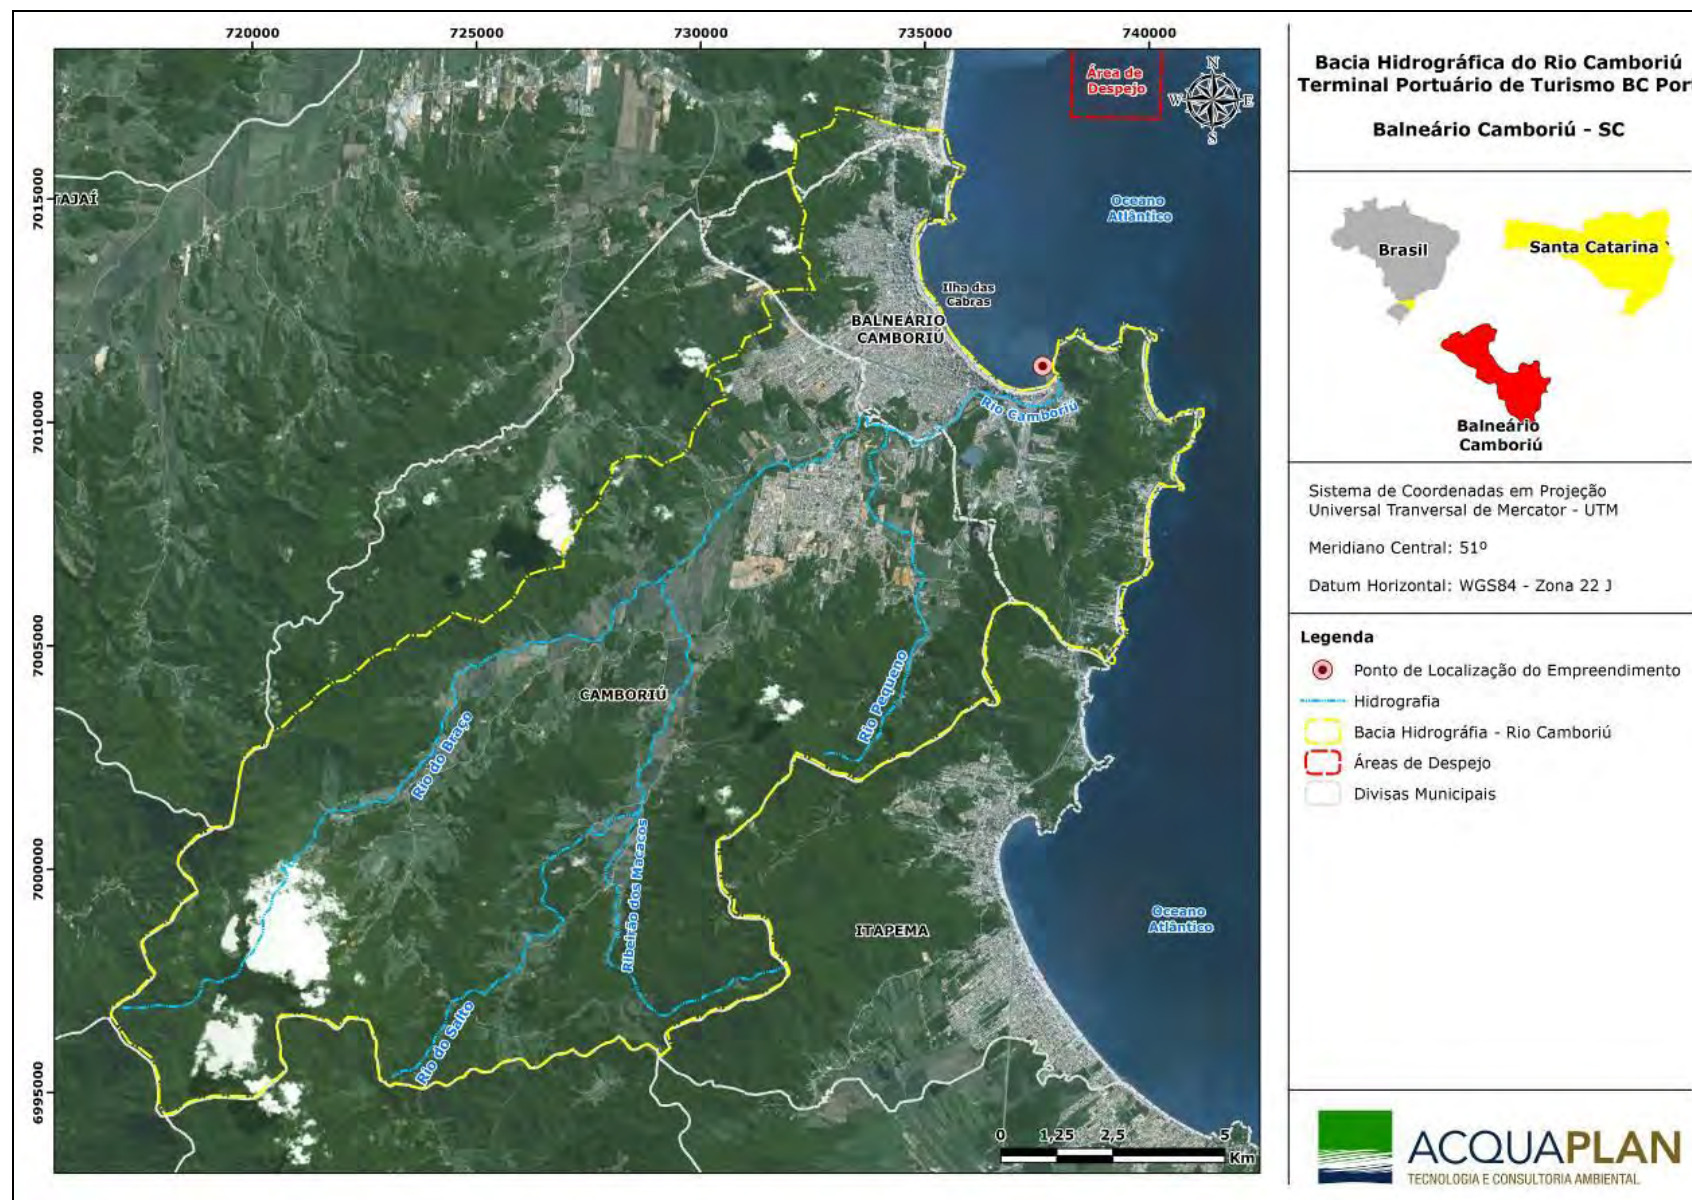 720000
725000
730000
735000
740000
7015000
7010000
7005000
7000000
6995000
Área de
Despejo
N
W
E
S
TAJAÍ
Oceano
Atlântico
Ilha das
Cabras
BALNEÁRIO
CAMBORIÚ
Rio Camboriú
CAMBORIÚ
Rio Pequeno
Rio do Braço
Ribeirão dos Macacos
Rio do Salto
ITAPEMA
Oceano
Atlântico
0 1,25 2,5 5
Km
Bacia Hidrográfica do Rio Camboriú
Terminal Portuário de Turismo BC Port
Balneário Camboriú - SC
Brasil
Santa Catarina
Balneário
Camboriú
Sistema de Coordenadas em Projeção
Universal Tranversal de Mercator - UTM
Meridiano Central: 51º
Datum Horizontal: WGS84 - Zona 22 J
Legenda
Ponto de Localização do Empreendimento
Hidrografia
Bacia Hidrográfia - Rio Camboriú
Áreas de Despejo
Divisas Municipais
ACQUAPLAN
TECNOLOGIA E CONSULTORIA AMBIENTAL